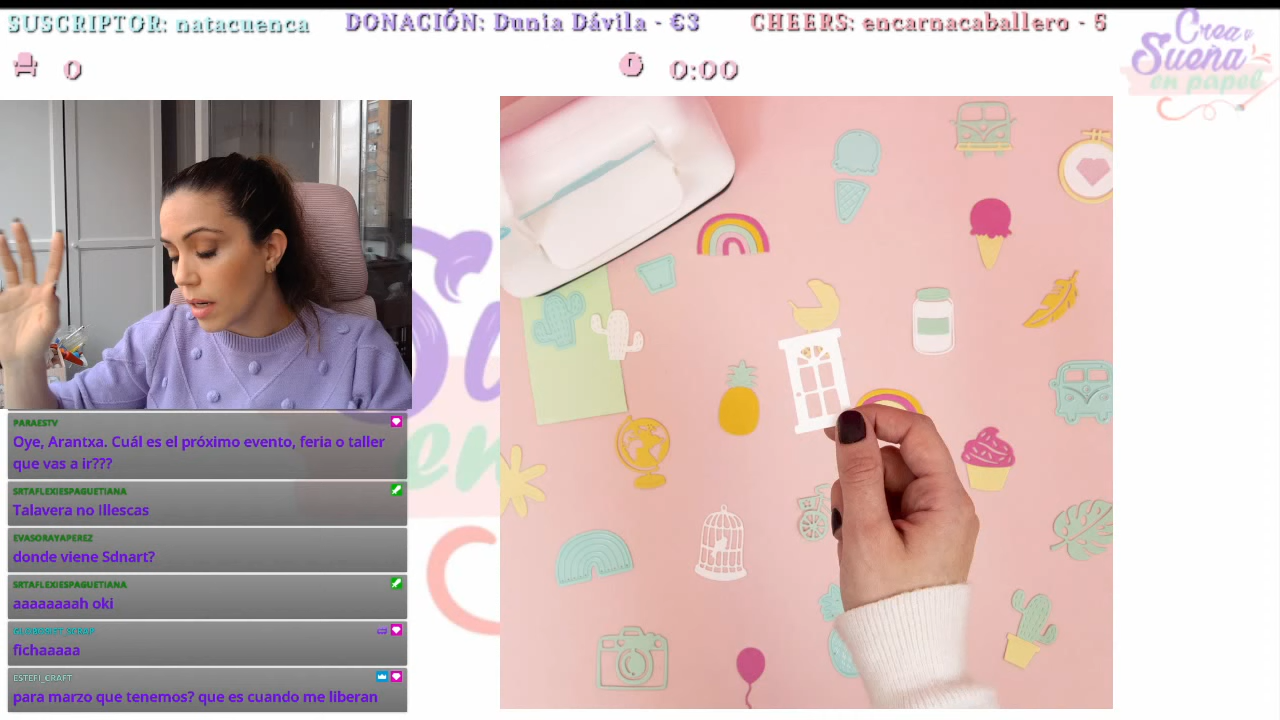 SUSCRIPTOR: natacuenca
DONACIÓN: Dunia Dávila - €3
CHEERS: encarnacaballero - 5
Crea y
Sueña
en papel
0
0:00
PARAESTV
Oye, Arantxa. Cuál es el próximo evento, feria o taller
que vas a ir???
SRTAFLEXIESPAGUETIANA
Talavera no Illescas
EVASORAYAPEREZ
donde viene Sdnart?
SRTAFLEXIESPAGUETIANA
aaaaaaaah oki
fichaaaaa
ESTEFI_CRAFT
para marzo que tenemos? que es cuando me liberan